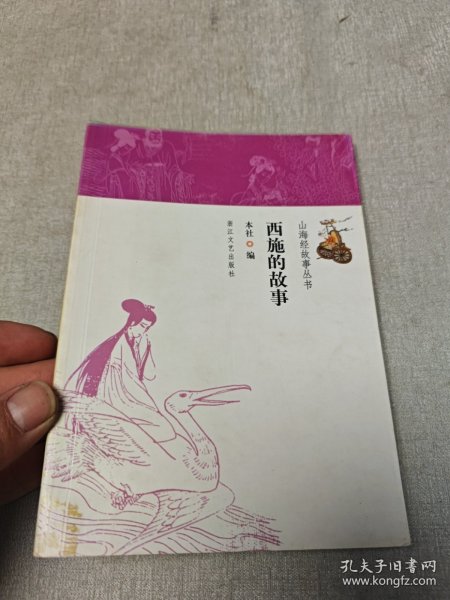 山海经故事丛书
西施的故事
本社 编
浙江文艺出版社
孔夫子旧书网
www.kongfz.com